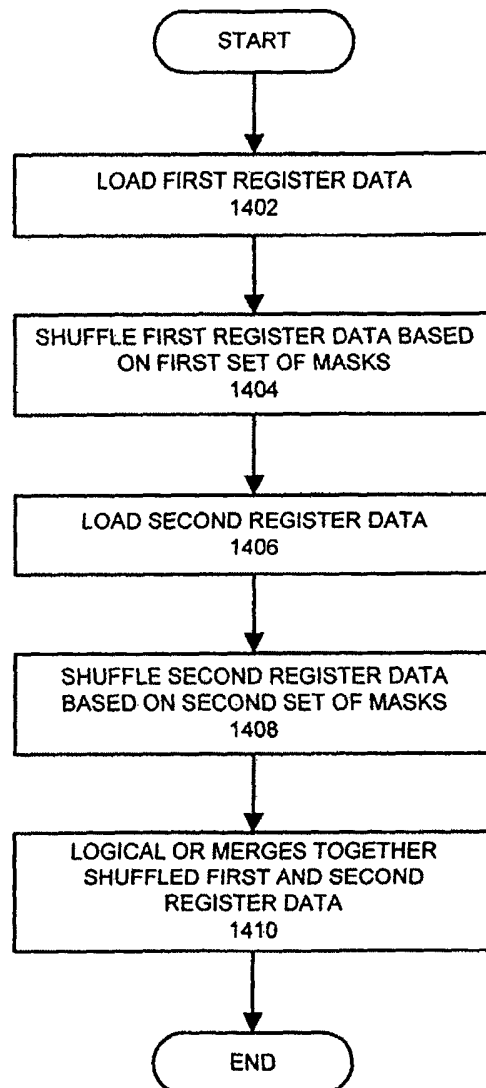 START
LOAD FIRST REGISTER DATA
1402
SHUFFLE FIRST REGISTER DATA BASED
ON FIRST SET OF MASKS
1404
LOAD SECOND REGISTER DATA
1406
SHUFFLE SECOND REGISTER DATA
BASED ON SECOND SET OF MASKS
1408
LOGICAL OR MERGES TOGETHER
SHUFFLED FIRST AND SECOND
REGISTER DATA
1410
END